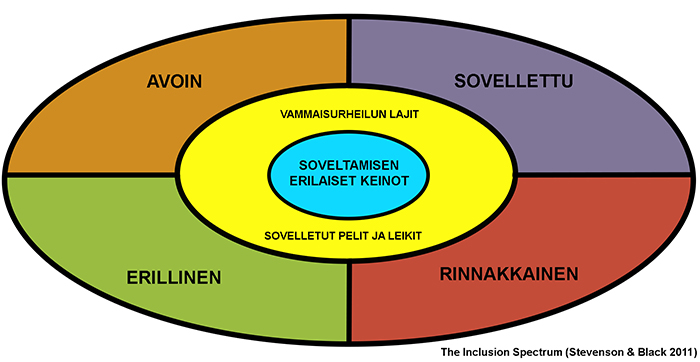 AVOIN
SOVELLETTU
VAMMAISURHEILUN LAJIT
SOVELTAMISEN
ERILAISET KEINOT
SOVELLETUT PELIT JA LEIKIT
ERILLINEN
RINNAKKAINEN
The Inclusion Spectrum (Stevenson & Black 2011)